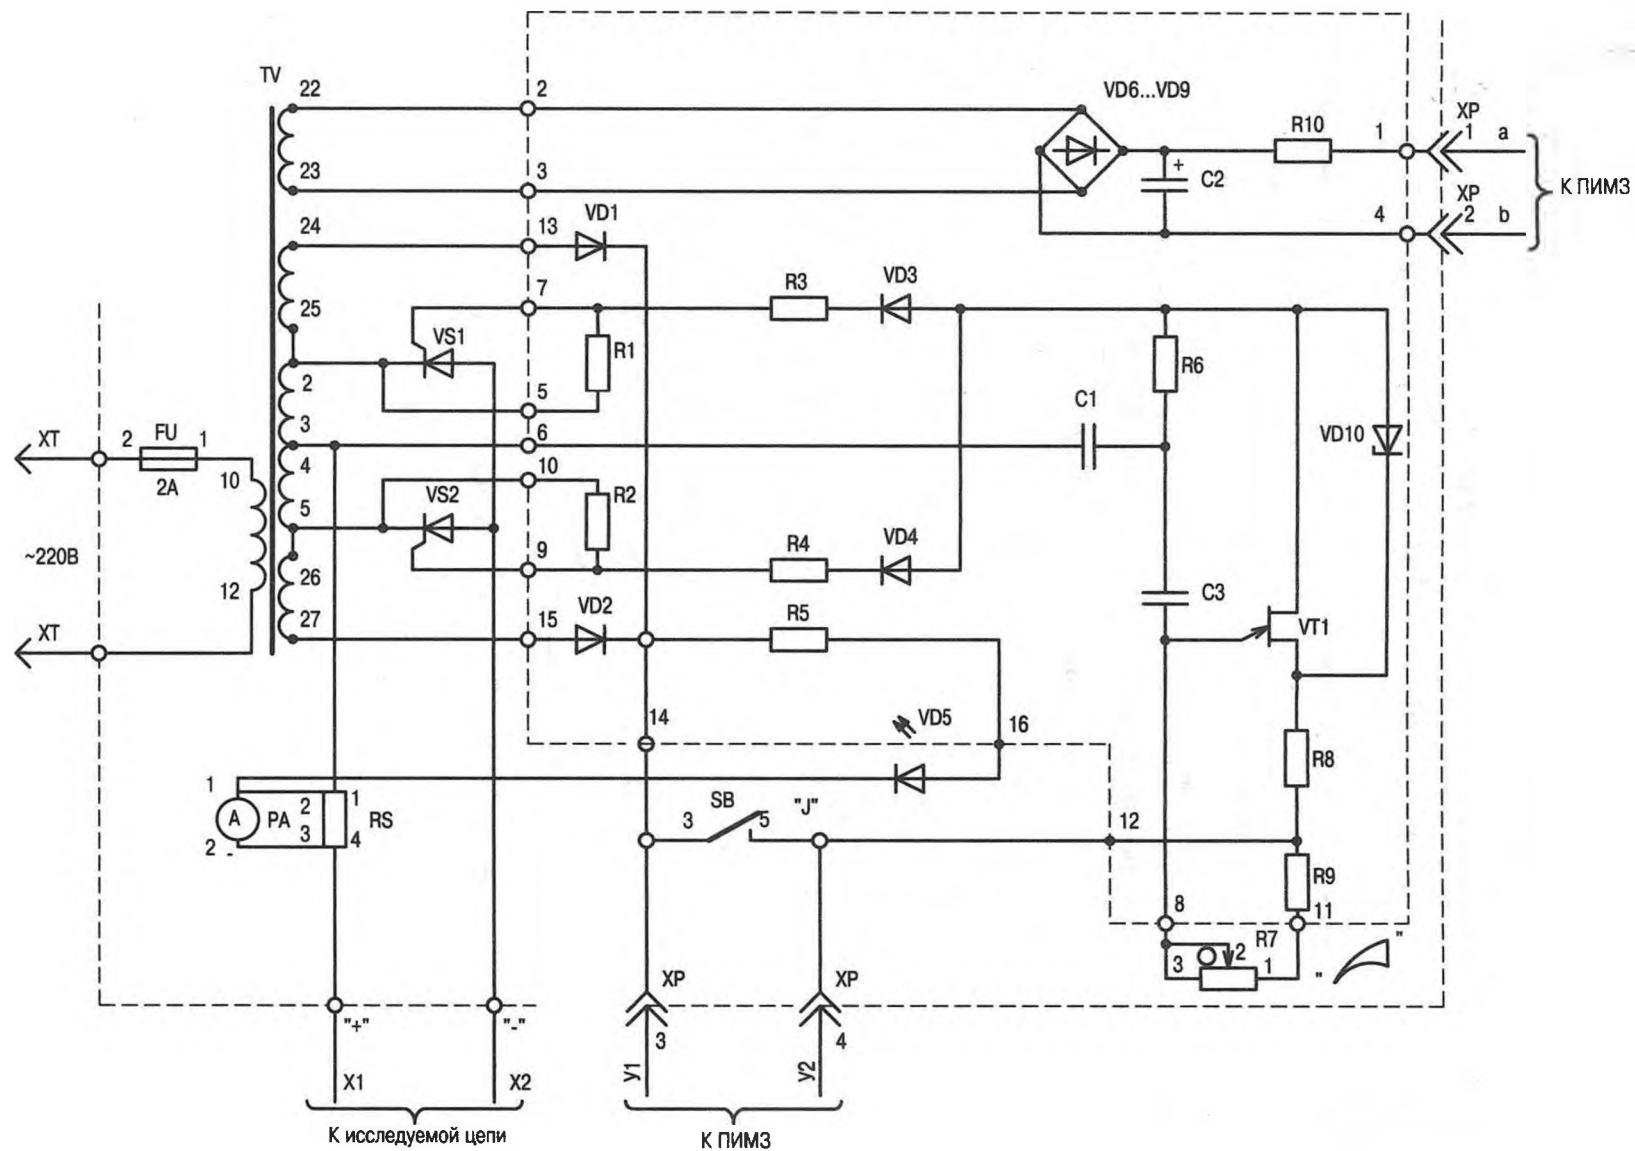 TV
22
2
VD6...VD9
R10
1
XP
1
a
23
3
C2
+
К ПИМЗ
XP
4
2
b
24
13
VD1
25
7
R3
VD3
VS1
R1
R6
2
5
C1
3
6
VD10
XT
2
FU
1
10
4
10
2A
5
VS2
R2
~220В
9
R4
VD4
26
C3
12
27
15
VD2
R5
VT1
XT
14
VD5
16
R8
1
SB
"J"
A
PA
2
1
RS
3
5
12
2
-
3
4
R9
8
11
R7
3
2
1
"
"
XP
XP
"+"
"-"
3
4
X1
X2
У1
У2
К исследуемой цепи
К ПИМЗ